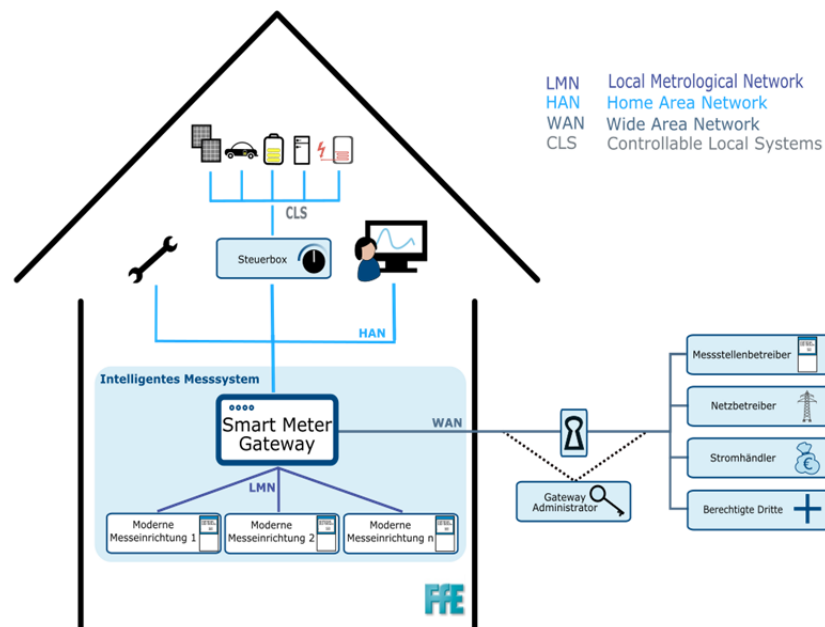 LMN Local Metrological Network
HAN Home Area Network
WAN Wide Area Network
CLS Controllable Local Systems
CLS
Steuerbox
HAN
Intelligentes Messsystem
Smart Meter
Gateway
WAN
LMN
Moderne
Messeinrichtung 1
Moderne
Messeinrichtung 2
Moderne
Messeinrichtung n
Gateway
Administrator
Messstellenbetreiber
Netzbetreiber
Stromhändler
€
Berechtigte Dritte
FfE